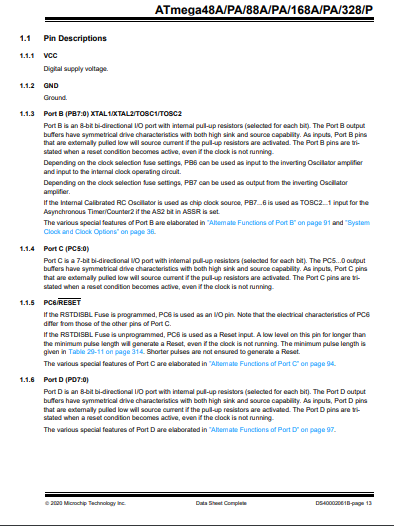 ATmega48A/PA/88A/PA/168A/PA/328/P
1.1 Pin Descriptions
1.1.1 VCC
Digital supply voltage.
1.1.2 GND
Ground.
1.1.3 Port B (PB7:0) XTAL1/XTAL2/TOSC1/TOSC2
Port B is an 8-bit bi-directional I/O port with internal pull-up resistors (selected for each bit). The Port B output
buffers have symmetrical drive characteristics with both high sink and source capability. As inputs, Port B pins
that are externally pulled low will source current if the pull-up resistors are activated. The Port B pins are tri-
stated when a reset condition becomes active, even if the clock is not running.
Depending on the clock selection fuse settings, PB6 can be used as input to the inverting Oscillator amplifier
and input to the internal clock operating circuit.
Depending on the clock selection fuse settings, PB7 can be used as output from the inverting Oscillator
amplifier.
If the Internal Calibrated RC Oscillator is used as chip clock source, PB7...6 is used as TOSC2...1 input for the
Asynchronous Timer/Counter2 if the AS2 bit in ASSR is set.
The various special features of Port B are elaborated in "Alternate Functions of Port B" on page 91 and "System
Clock and Clock Options" on page 36.
1.1.4 Port C (PC5:0)
Port C is a 7-bit bi-directional I/O port with internal pull-up resistors (selected for each bit). The PC5...0 output
buffers have symmetrical drive characteristics with both high sink and source capability. As inputs, Port C pins
that are externally pulled low will source current if the pull-up resistors are activated. The Port C pins are tri-
stated when a reset condition becomes active, even if the clock is not running.
1.1.5 PC6/RESET
If the RSTDISBL Fuse is programmed, PC6 is used as an I/O pin. Note that the electrical characteristics of PC6
differ from those of the other pins of Port C.
If the RSTDISBL Fuse is unprogrammed, PC6 is used as a Reset input. A low level on this pin for longer than
the minimum pulse length will generate a Reset, even if the clock is not running. The minimum pulse length is
given in Table 29-11 on page 314. Shorter pulses are not ensured to generate a Reset.
The various special features of Port C are elaborated in "Alternate Functions of Port C" on page 94.
1.1.6 Port D (PD7:0)
Port D is an 8-bit bi-directional I/O port with internal pull-up resistors (selected for each bit). The Port D output
buffers have symmetrical drive characteristics with both high sink and source capability. As inputs, Port D pins
that are externally pulled low will source current if the pull-up resistors are activated. The Port D pins are tri-
stated when a reset condition becomes active, even if the clock is not running.
The various special features of Port D are elaborated in "Alternate Functions of Port D" on page 97.
© 2020 Microchip Technology Inc. Data Sheet Complete DS40002061B-page 13